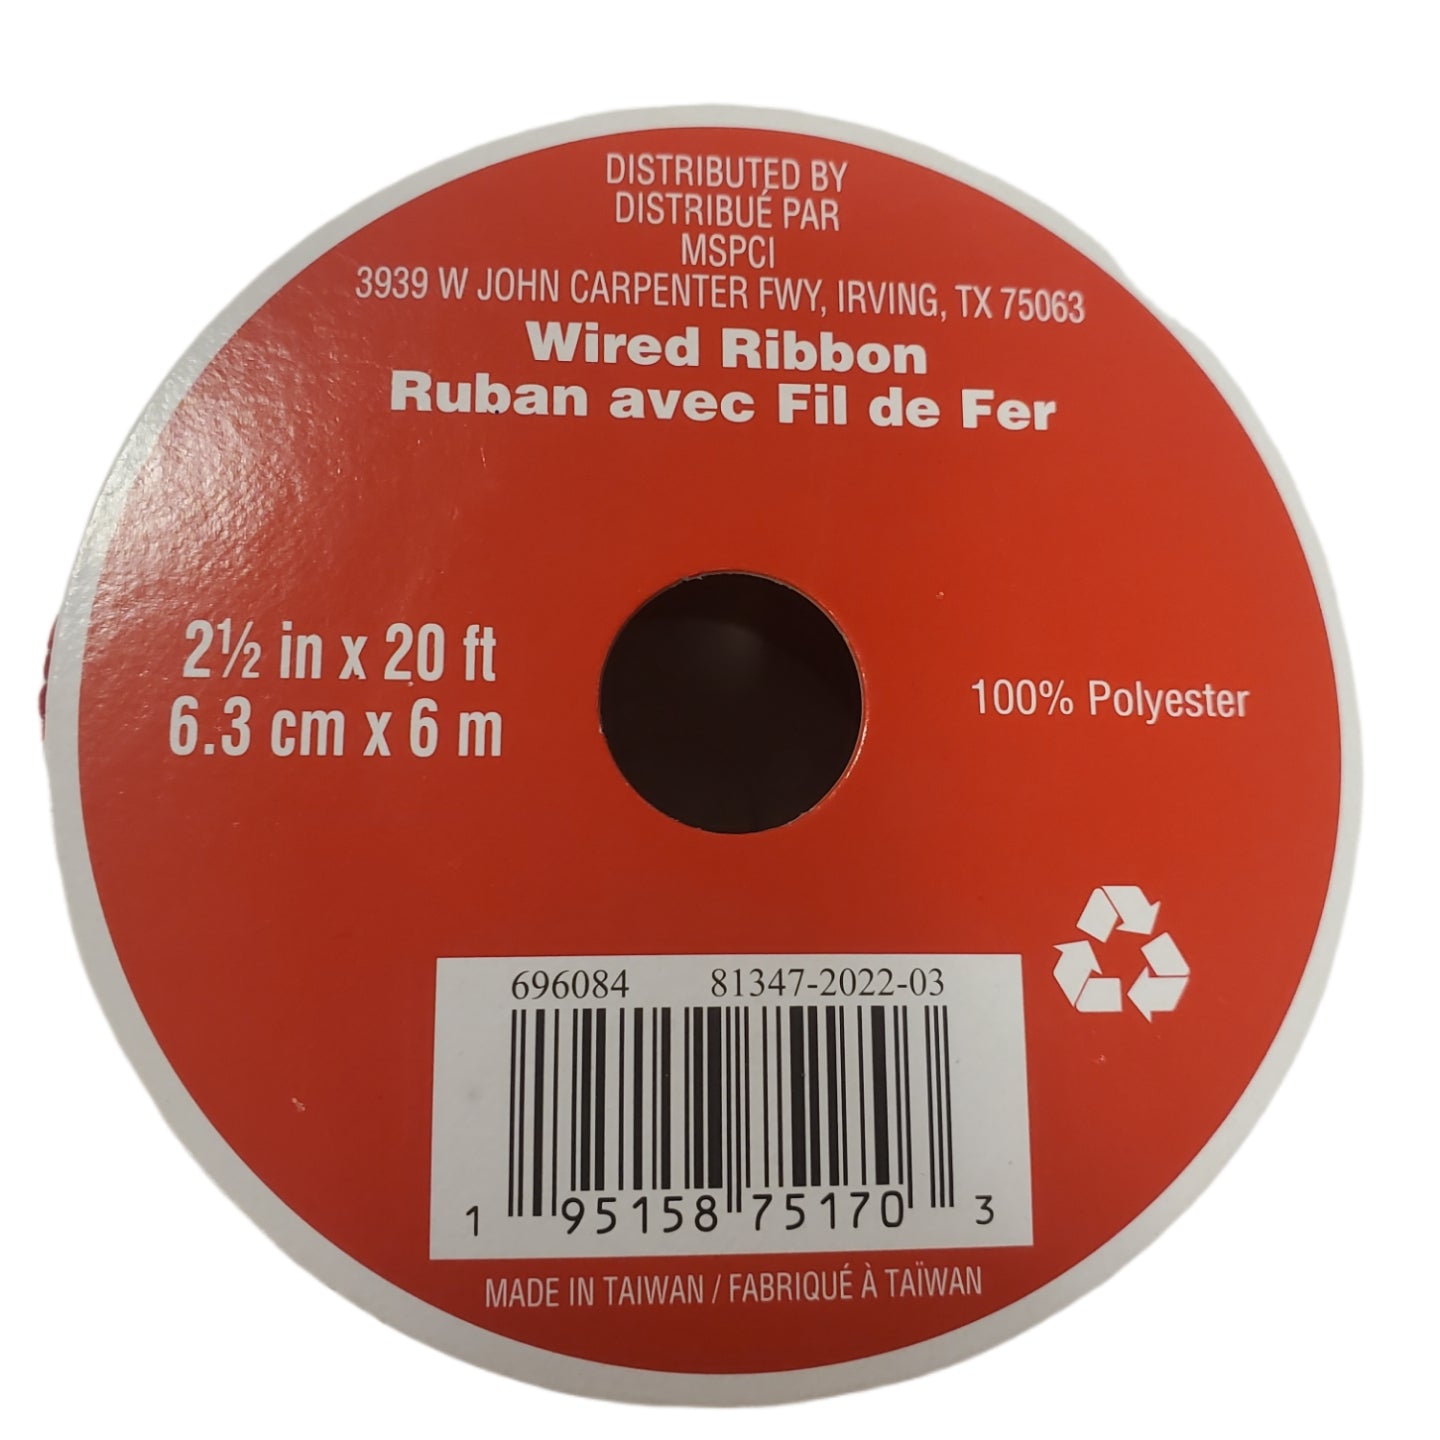 DISTRIBUTED BY
DISTRIBUÉ PAR
MSPCI
3939 W JOHN CARPENTER FWY, IRVING, TX 75063
Wired Ribbon
Ruban avec Fil de Fer
2½ in x 20 ft
6.3 cm x 6 m
100% Polyester
696084 81347-2022-03
1 95158 75170 3
MADE IN TAIWAN / FABRIQUÉ À TAÏWAN